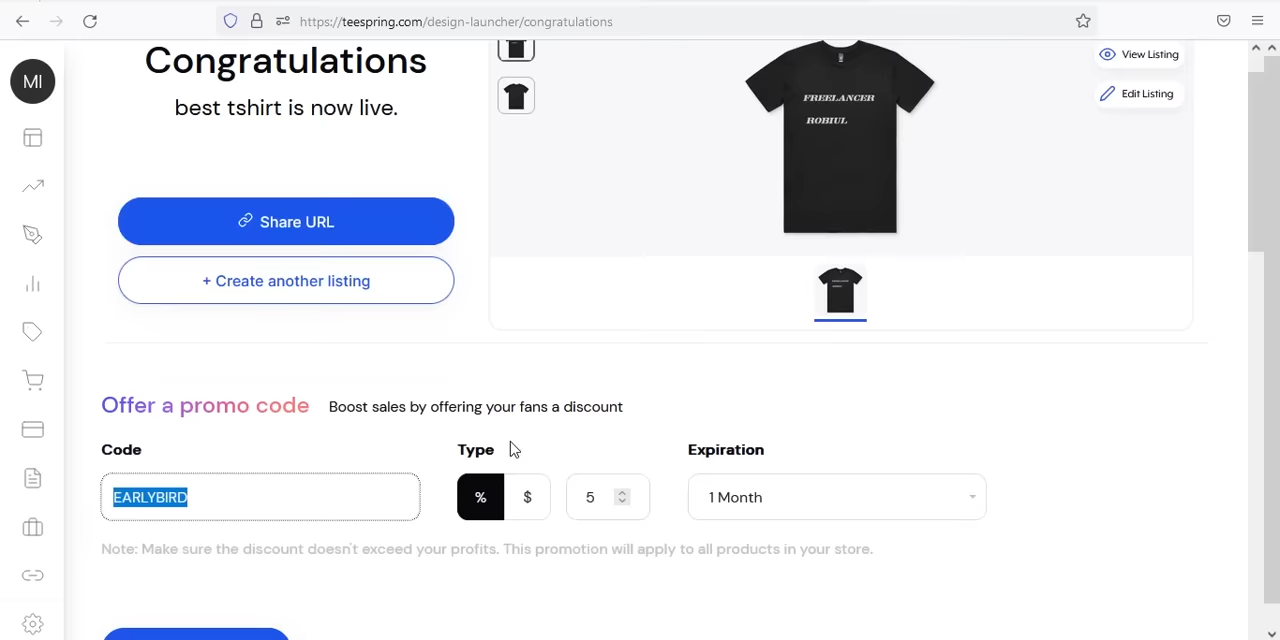 https://teespring.com/design-launcher/congratulations
MI
Congratulations
best tshirt is now live.
Share URL
+ Create another listing
FREELANCER
ROBIUL
View Listing
Edit Listing
Offer a promo code
Boost sales by offering your fans a discount
Code
Type
Expiration
EARLYBIRD
%
$
5
1 Month
Note: Make sure the discount doesn't exceed your profits. This promotion will apply to all products in your store.